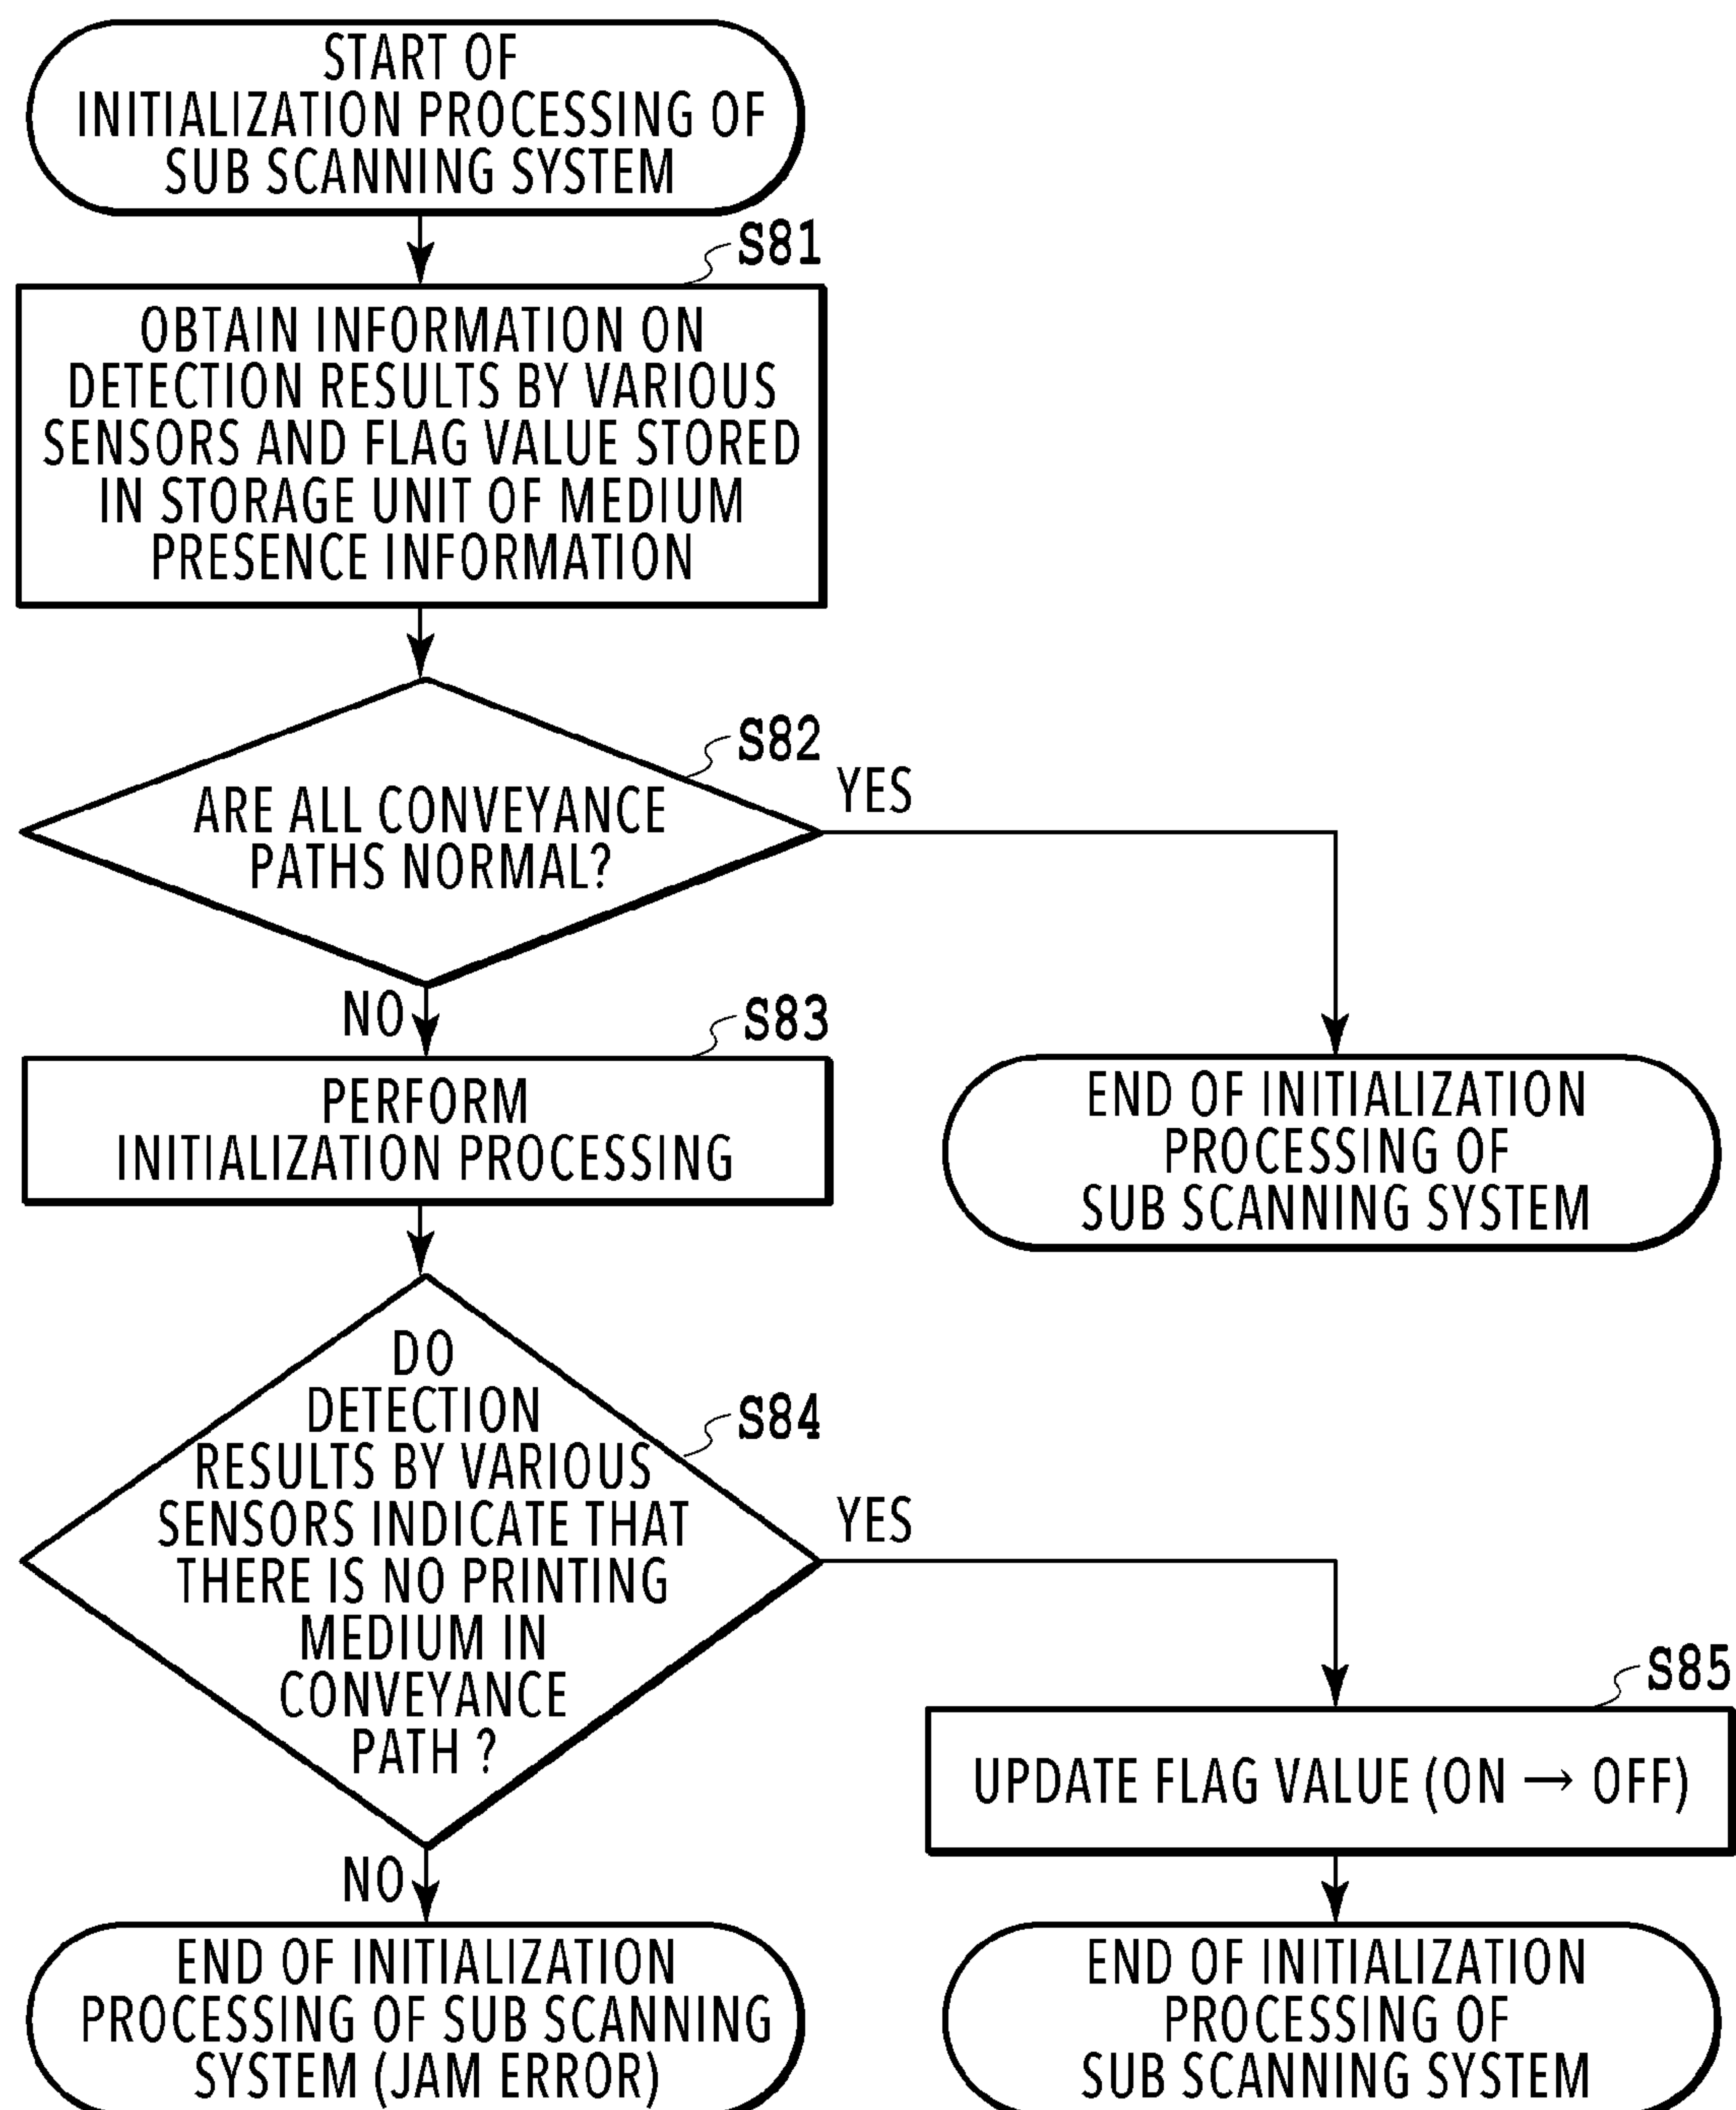 START OF
INITIALIZATION PROCESSING OF
SUB SCANNING SYSTEM
S81
OBTAIN INFORMATION ON
DETECTION RESULTS BY VARIOUS
SENSORS AND FLAG VALUE STORED
IN STORAGE UNIT OF MEDIUM
PRESENCE INFORMATION
S82
ARE ALL CONVEYANCE
PATHS NORMAL?
YES
NO
S83
PERFORM
INITIALIZATION PROCESSING
END OF INITIALIZATION
PROCESSING OF
SUB SCANNING SYSTEM
DO
DETECTION
RESULTS BY VARIOUS
SENSORS INDICATE THAT
THERE IS NO PRINTING
MEDIUM IN
CONVEYANCE
PATH ?
S84
YES
S85
UPDATE FLAG VALUE (ON → OFF)
NO
END OF INITIALIZATION
PROCESSING OF SUB SCANNING
SYSTEM (JAM ERROR)
END OF INITIALIZATION
PROCESSING OF
SUB SCANNING SYSTEM